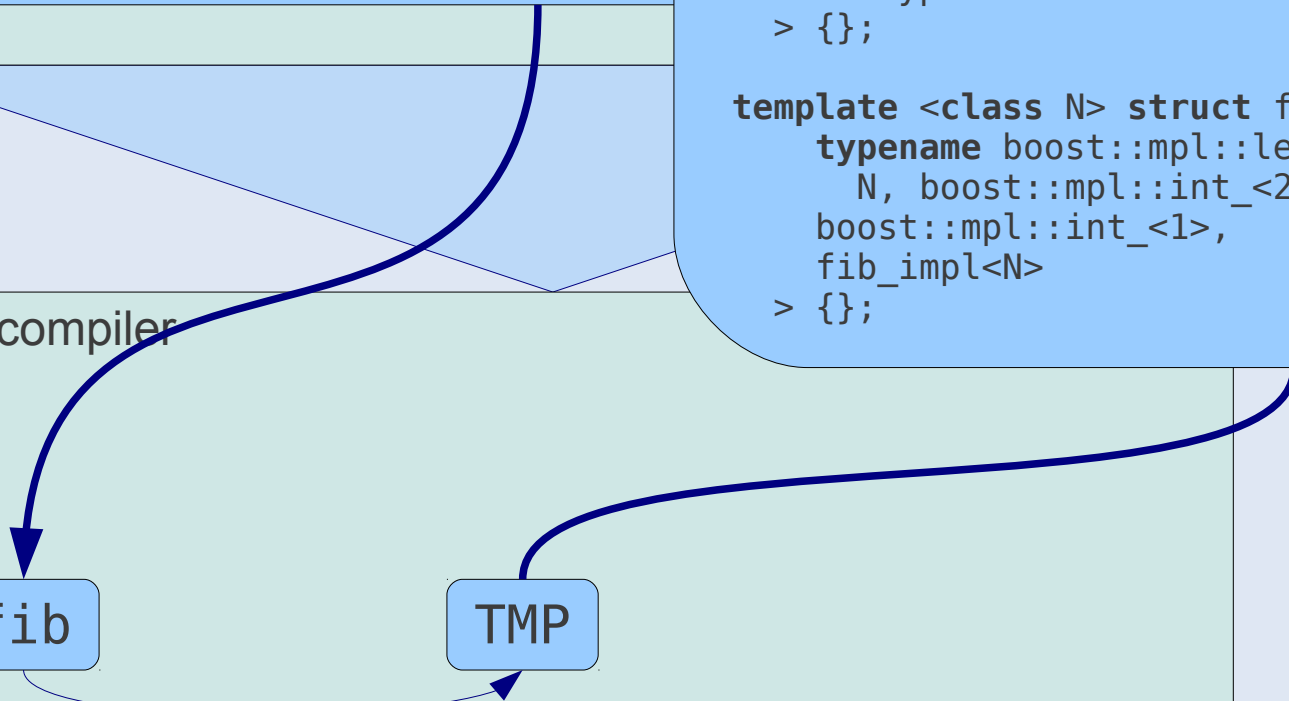 > {};
template <class N> struct f
typename boost::mpl::le
N, boost::mpl::int_<2
boost::mpl::int_<1>,
fib_impl<N>
> {};
compiler
fib
TMP